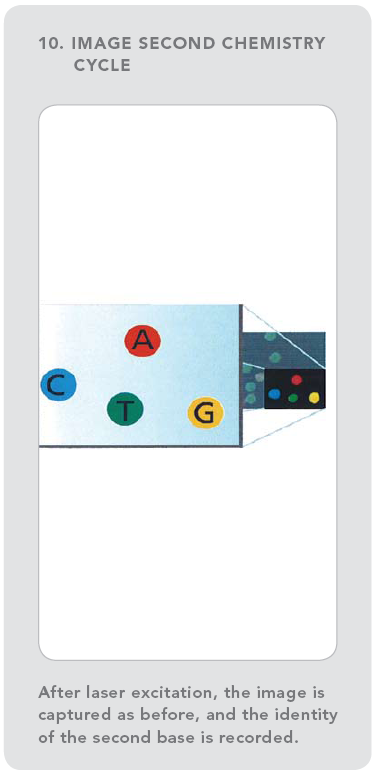 10. IMAGE SECOND CHEMISTRY
CYCLE
A
C
T
G
After laser excitation, the image is
captured as before, and the identity
of the second base is recorded.